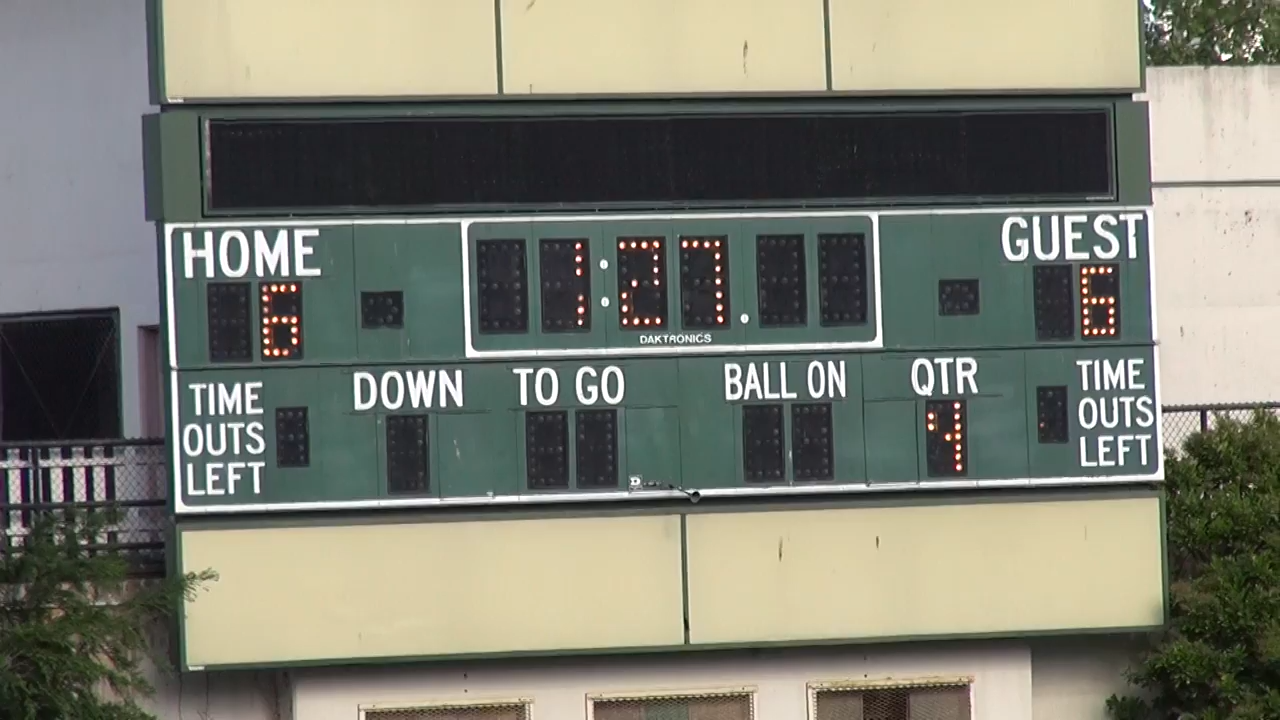 HOME
GUEST
1:27
6
6
DAKTRONICS
DOWN
TO GO
BALL ON
QTR
TIME
OUTS
LEFT
4
TIME
OUTS
LEFT